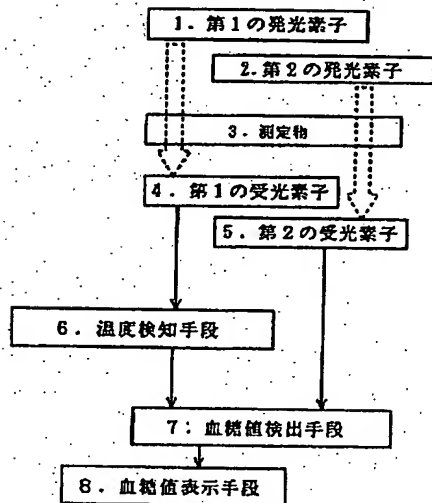 1. 第1の発光素子
2. 第2の発光素子
3. 測定物
4. 第1の受光素子
5. 第2の受光素子
6. 温度検知手段
7: 血糖値検出手段
8. 血糖値表示手段